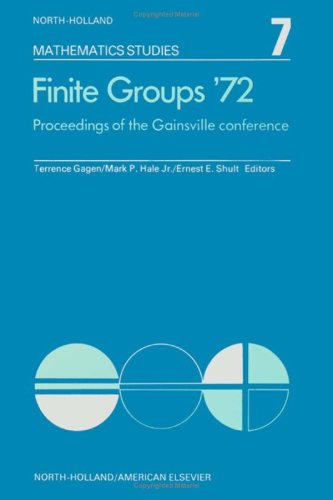 NORTH-HOLLAND
MATHEMATICS STUDIES 7
Finite Groups '72
Proceedings of the Gainsville conference
Terrence Gagen/Mark P. Hale Jr./Ernest E. Shult Editors
NORTH-HOLLAND/AMERICAN ELSEVIER